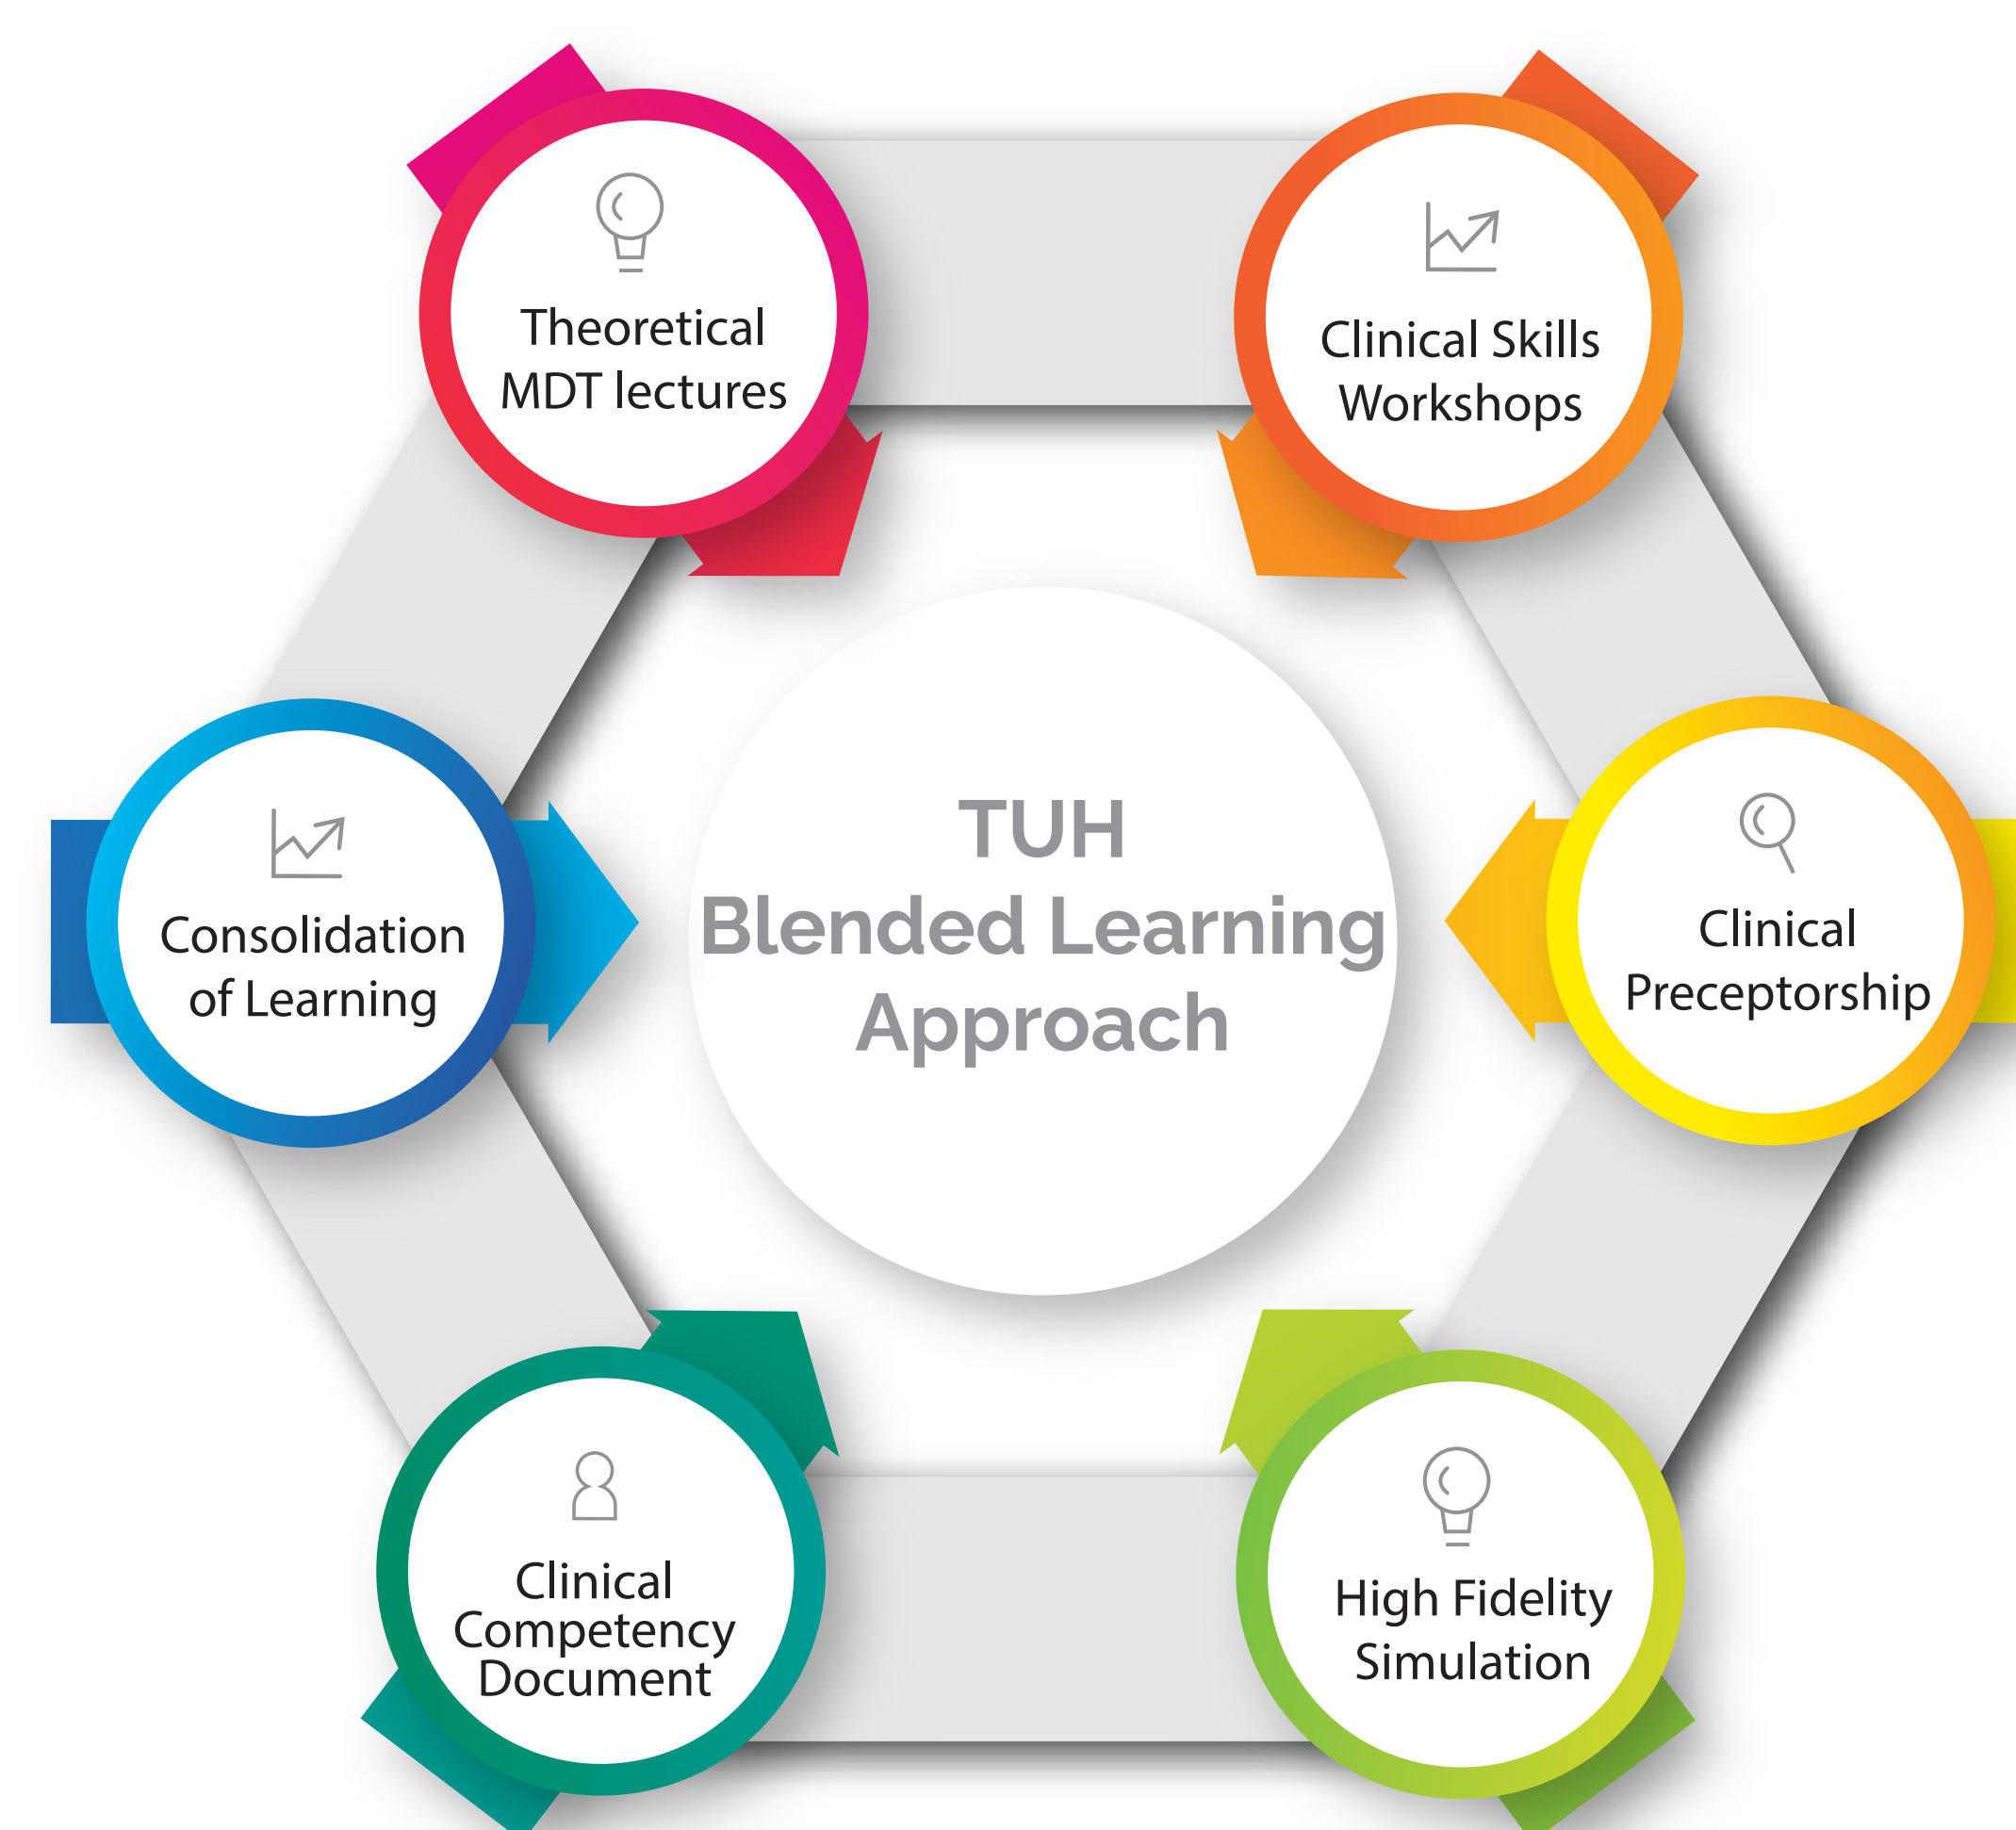 Theoretical
MDT lectures
Clinical Skills
Workshops
Consolidation
of Learning
TUH
Blended Learning
Approach
Clinical
Preceptorship
Clinical
Competency
Document
High Fidelity
Simulation